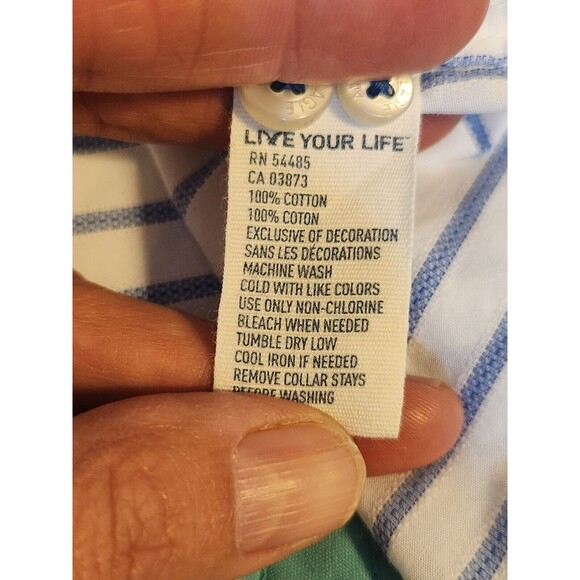 EAGLE
LIVE YOUR LIFE™
RN 54485
CA 03873
100% COTTON
100% COTON
EXCLUSIVE OF DECORATION
SANS LES DÉCORATIONS
MACHINE WASH
COLD WITH LIKE COLORS
USE ONLY NON-CHLORINE
BLEACH WHEN NEEDED
TUMBLE DRY LOW
COOL IRON IF NEEDED
REMOVE COLLAR STAYS
BEFORE WASHING